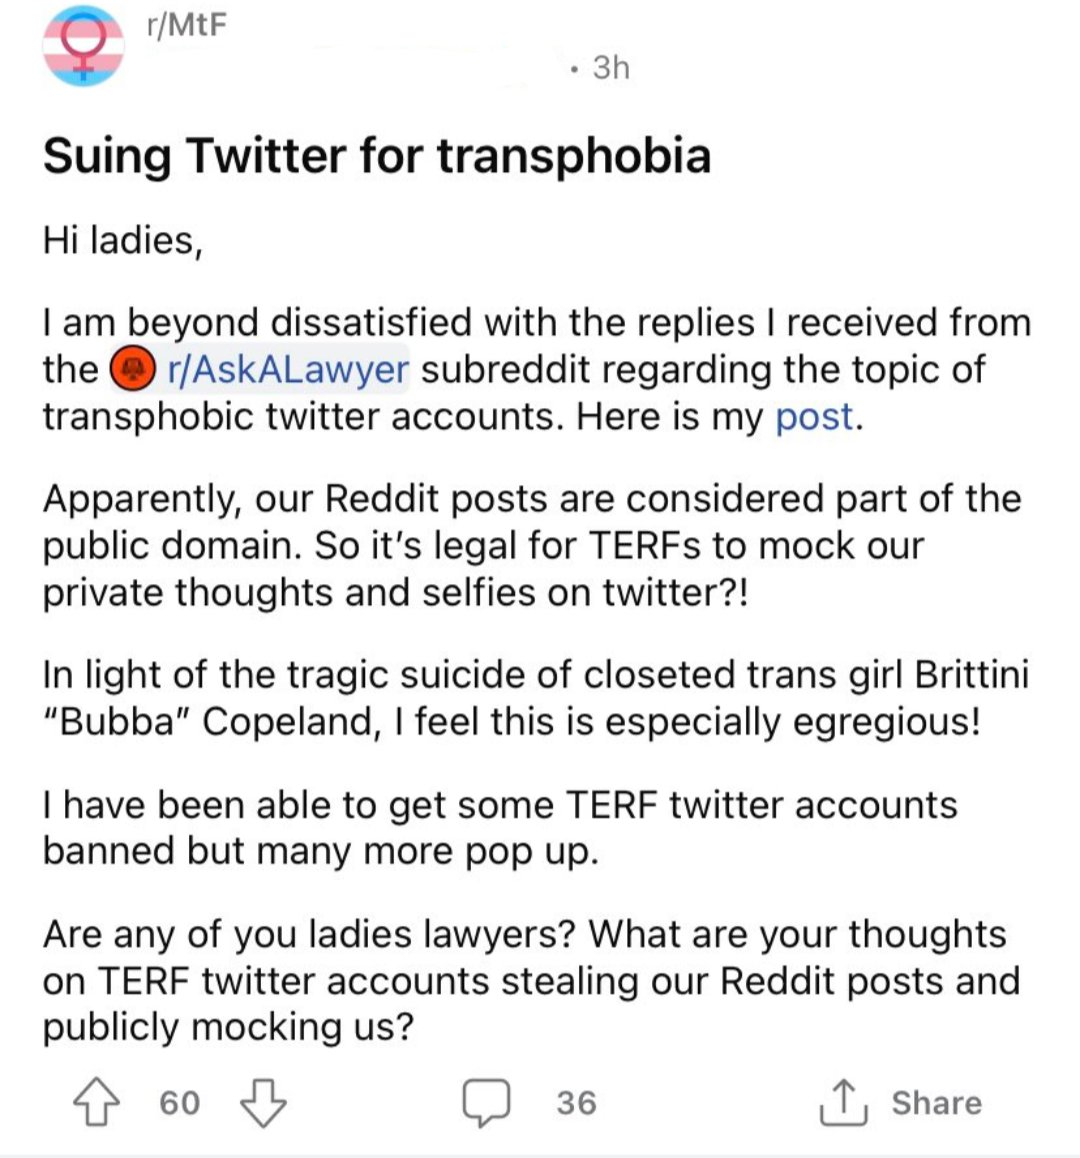 r/MtF
• 3h
Suing Twitter for transphobia
Hi ladies,
I am beyond dissatisfied with the replies I received from
the r/AskALawyer subreddit regarding the topic of
transphobic twitter accounts. Here is my post.
Apparently, our Reddit posts are considered part of the
public domain. So it's legal for TERFs to mock our
private thoughts and selfies on twitter?!
In light of the tragic suicide of closeted trans girl Brittini
“Bubba” Copeland, I feel this is especially egregious!
I have been able to get some TERF twitter accounts
banned but many more pop up.
Are any of you ladies lawyers? What are your thoughts
on TERF twitter accounts stealing our Reddit posts and
publicly mocking us?
60 36 Share